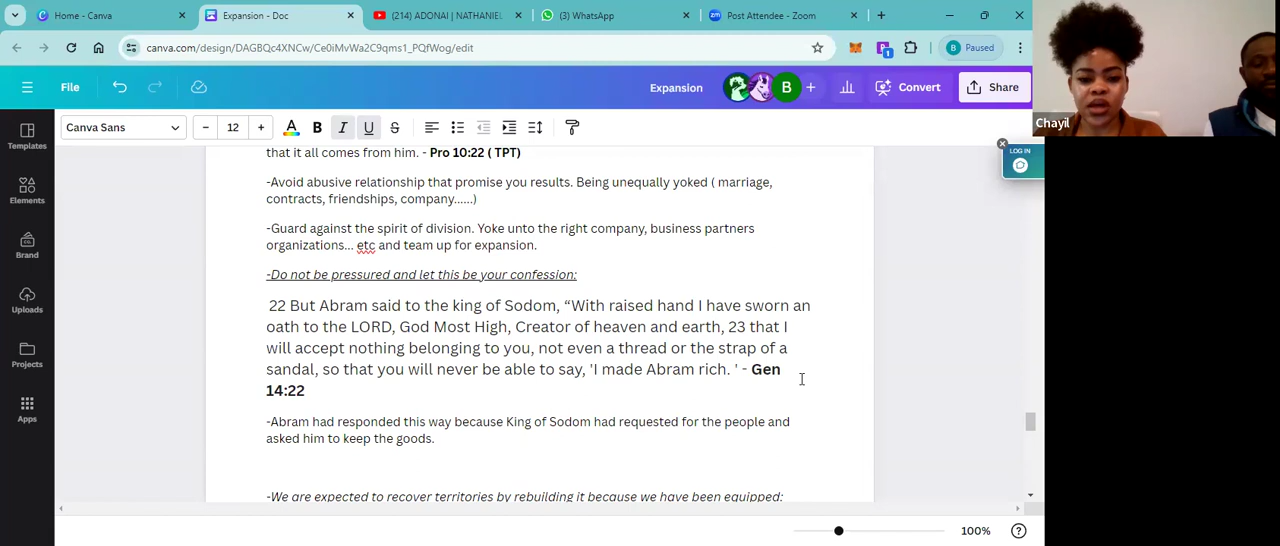 Home - Canva
Expansion - Doc
(214) ADONAI | NATHANIEL
(3) WhatsApp
Post Attendee - Zoom
canva.com/design/DAGBQc4XNCw/Ce0iMvWa2C9qms1_PQfWog/edit
1
B Paused
File
Expansion
B
Convert
Share
Chayil
Canva Sans
12
A B I U S
LOG IN
Templates
Elements
Brand
Uploads
Projects
Apps
that it all comes from him. - Pro 10:22 ( TPT)
-Avoid abusive relationship that promise you results. Being unequally yoked ( marriage,
contracts, friendships, company......)
-Guard against the spirit of division. Yoke unto the right company, business partners
organizations... etc and team up for expansion.
-Do not be pressured and let this be your confession:
22 But Abram said to the king of Sodom, “With raised hand I have sworn an
oath to the LORD, God Most High, Creator of heaven and earth, 23 that I
will accept nothing belonging to you, not even a thread or the strap of a
sandal, so that you will never be able to say, 'I made Abram rich. ' - Gen
14:22
-Abram had responded this way because King of Sodom had requested for the people and
asked him to keep the goods.
-We are expected to recover territories by rebuilding it because we have been equipped:
100%